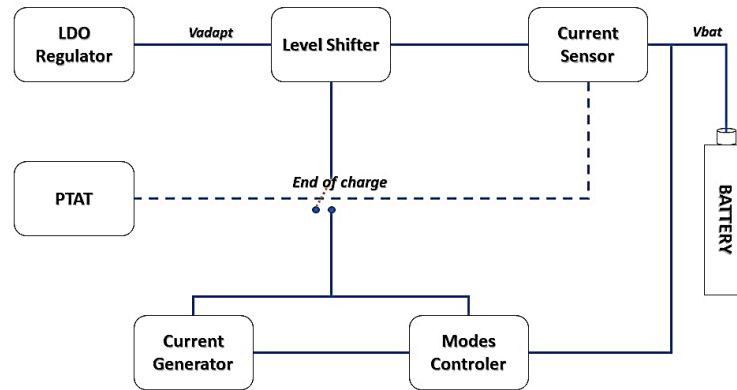 LDO
Regulator
Vadapt
Level Shifter
Current
Sensor
Vbat
PTAT
End of charge
BATTERY
Current
Generator
Modes
Controler